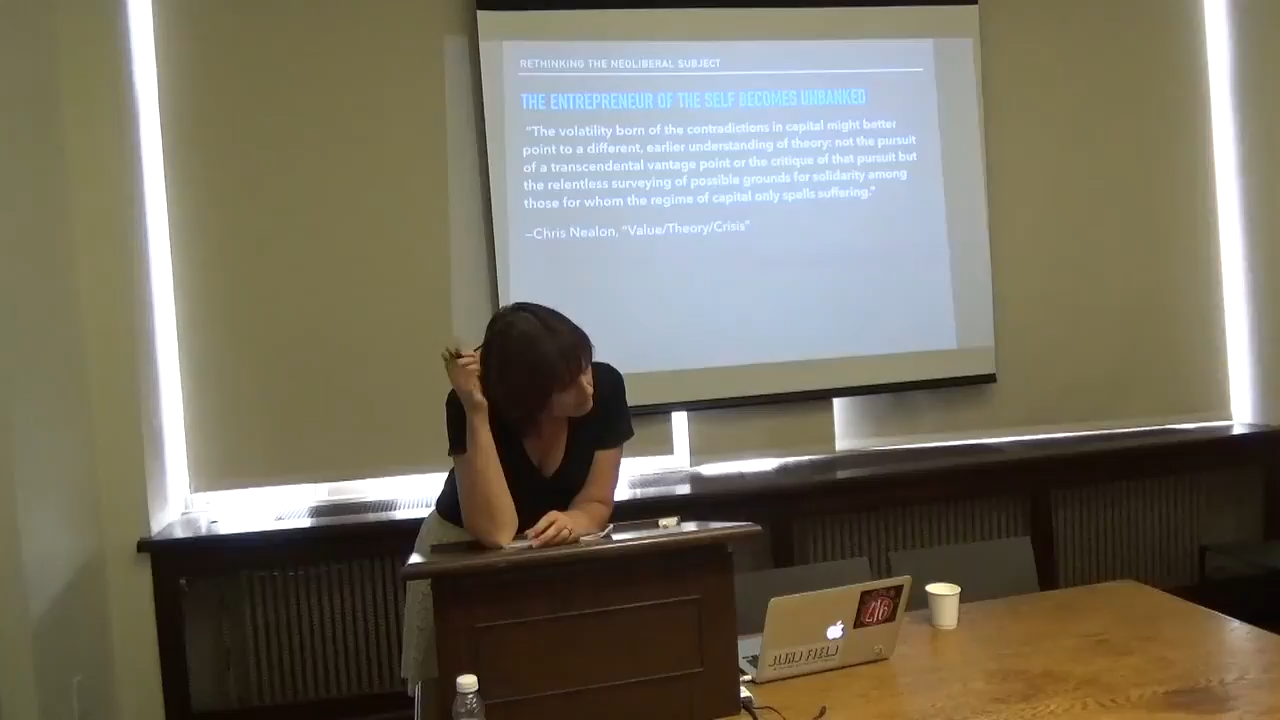 RETHINKING THE NEOLIBERAL SUBJECT
THE ENTREPRENEUR OF THE SELF BECOMES UNBANKED
“The volatility born of the contradictions in capital might better
point to a different, earlier understanding of theory: not the pursuit
of a transcendental vantage point or the critique of that pursuit but
the relentless surveying of possible grounds for solidarity among
those for whom the regime of capital only spells suffering.”
—Chris Nealon, “Value/Theory/Crisis”
BLIND FIELD